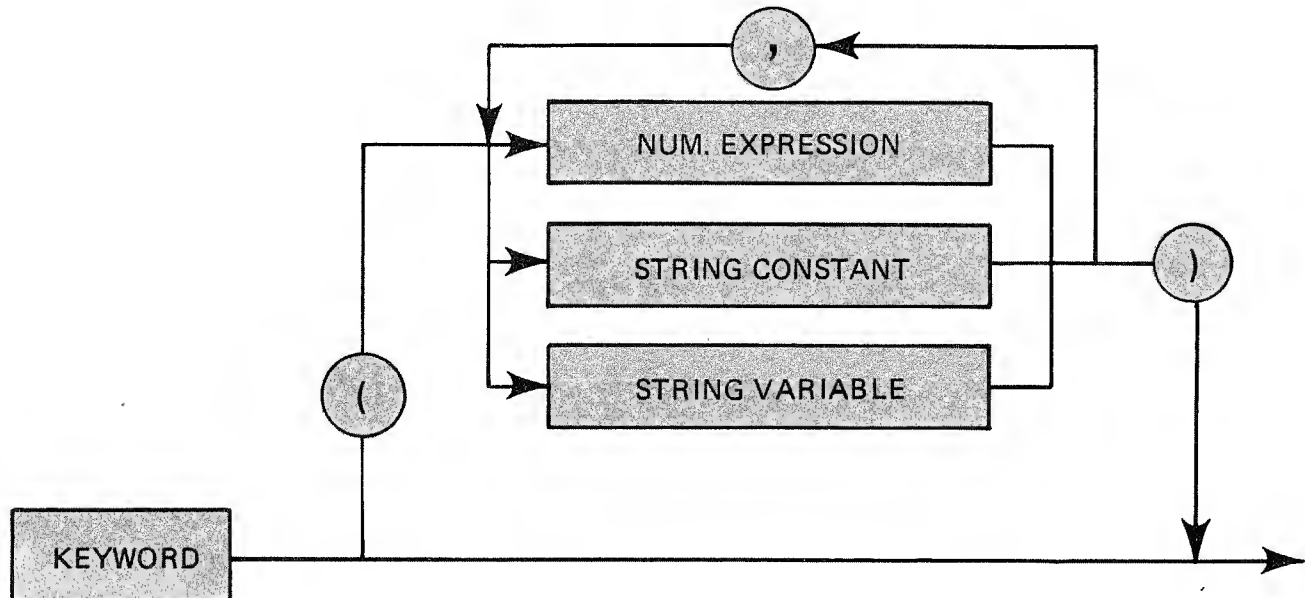 ,
NUM. EXPRESSION
STRING CONSTANT
)
STRING VARIABLE
(
KEYWORD